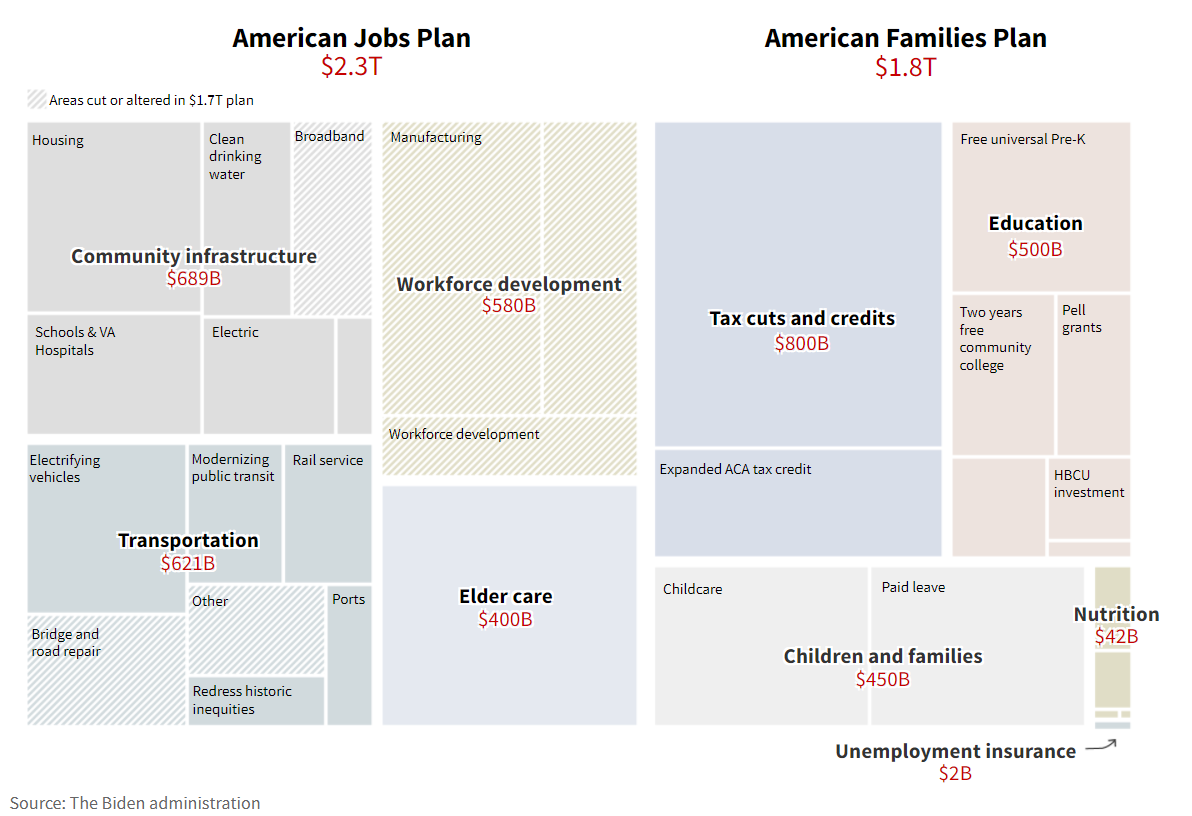 American Jobs Plan
$2.3T
American Families Plan
$1.8T
Areas cut or altered in $1.7T plan
Housing
Clean
drinking
water
Broadband
Community infrastructure
$689B
Schools & VA
Hospitals
Electric
Manufacturing
Workforce development
$580B
Workforce development
Electrifying
vehicles
Modernizing
public transit
Rail service
Transportation
$621B
Bridge and
road repair
Other
Ports
Redress historic
inequities
Elder care
$400B
Tax cuts and credits
$800B
Expanded ACA tax credit
Free universal Pre-K
Education
$500B
Two years
free
community
college
Pell
grants
HBCU
investment
Childcare
Paid leave
Children and families
$450B
Nutrition
$42B
Unemployment insurance
$2B
Source: The Biden administration